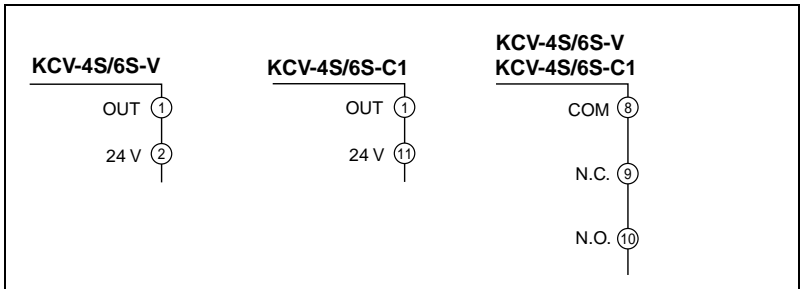 KCV-4S/6S-V
OUT 1
24 V 2
KCV-4S/6S-C1
OUT 1
24 V 11
KCV-4S/6S-V
KCV-4S/6S-C1
COM 8
N.C. 9
N.O. 10